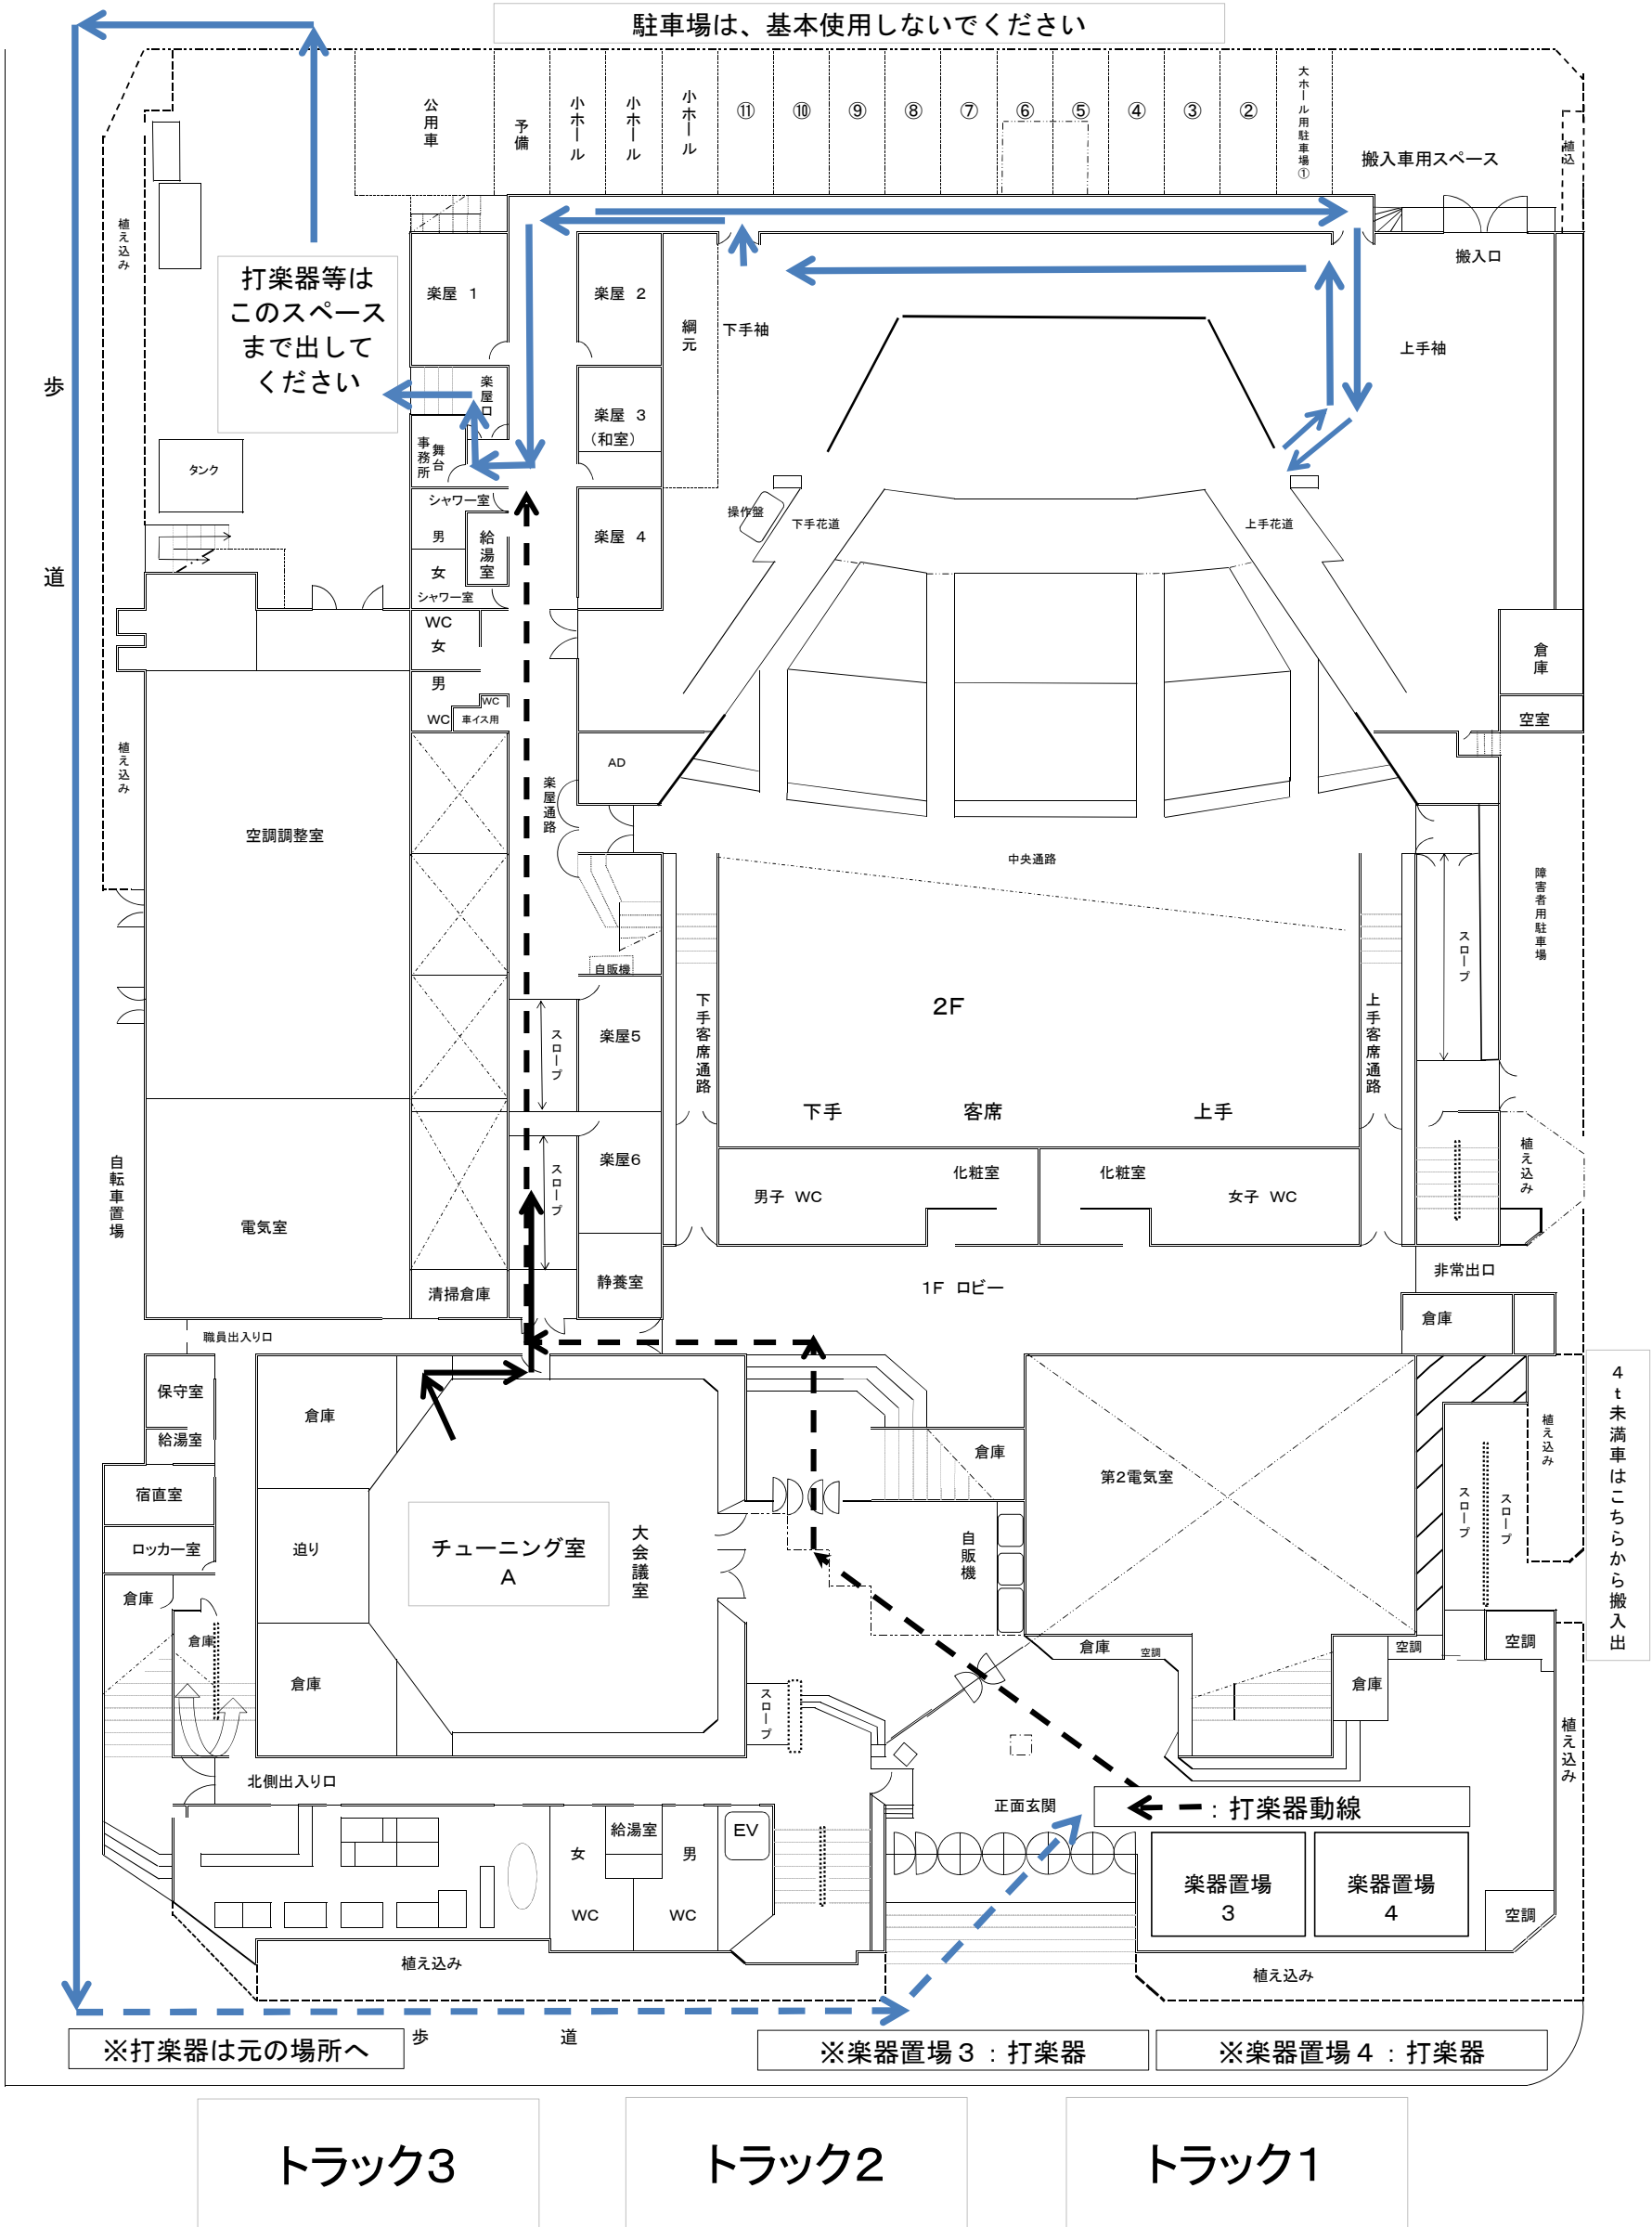 駐車場は、基本使用しないでください
公用車
予備
小ホール
小ホール
小ホール
⑪
⑩
⑨
⑧
⑦
⑥
⑤
④
③
②
大ホール用駐車場①
搬入車用スペース
植込
植え込み
打楽器等は
このスペース
まで出して
ください
楽屋 1
楽屋 2
綱元
下手袖
搬入口
上手袖
歩道
楽屋口
楽屋 3
(和室)
舞台
事務所
タンク
シャワー室
男
給湯室
女
シャワー室
楽屋 4
操作盤
下手花道
上手花道
WC
女
男
WC
WC
車イス用
倉庫
空室
植え込み
AD
楽屋通路
空調調整室
中央通路
障害者用駐車場
スロープ
自販機
下手客席通路
2F
上手客席通路
楽屋5
スロープ
下手
客席
上手
自転車置場
楽屋6
スロープ
化粧室
化粧室
男子 WC
女子 WC
植え込み
電気室
清掃倉庫
静養室
1F ロビー
非常出口
倉庫
職員出入り口
保守室
給湯室
宿直室
ロッカー室
倉庫
倉庫
倉庫
迫り
倉庫
チューニング室
A
大会議室
倉庫
自販機
第2電気室
スロープ
スロープ
植え込み
4t未満車はこちらから搬入出
倉庫
空調
空調
空調
倉庫
スロープ
植え込み
北側出入り口
正面玄関
：打楽器動線
女
WC
給湯室
男
WC
EV
楽器置場
3
楽器置場
4
空調
植え込み
植え込み
歩道
※打楽器は元の場所へ
※楽器置場3：打楽器
※楽器置場4：打楽器
トラック3
トラック2
トラック1